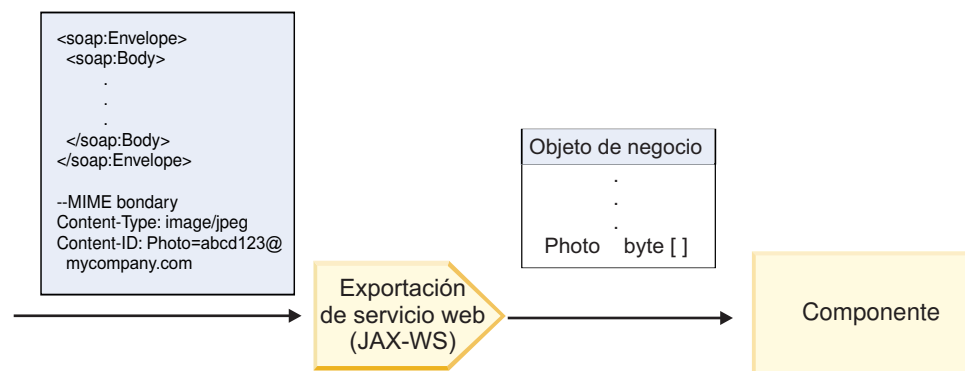 <soap:Envelope>
<soap:Body>
.
.
.
</soap:Body>
</soap:Envelope>
--MIME bondary
Content-Type: image/jpeg
Content-ID: Photo=abcd123@
mycompany.com
Objeto de negocio
.
.
.
Photo byte [ ]
Exportación
de servicio web
(JAX-WS)
Componente